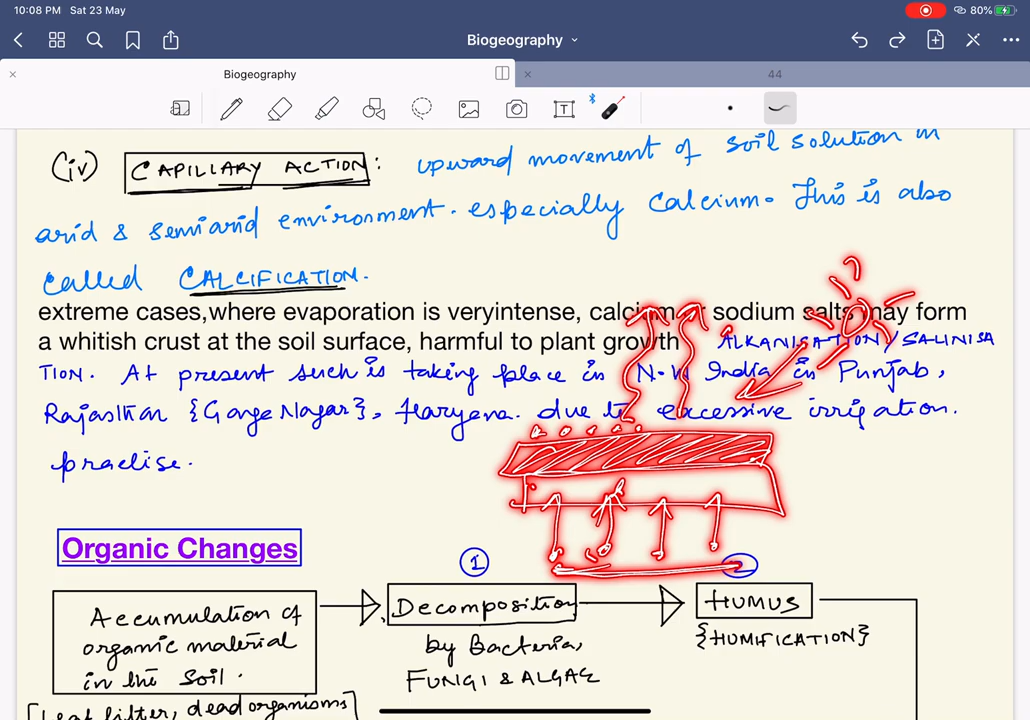 10:08 PM Sat 23 May
80%
Biogeography
Biogeography
44
(iv) CAPILLARY ACTION: upward movement of soil solution in
arid & semiarid environment. especially calcium. This is also
called CALCIFICATION.
extreme cases,where evaporation is veryintense, calcium or sodium salts may form
a whitish crust at the soil surface, harmful to plant growth ALKANISATION/SALINISA
TION. At present such is taking place in N.W India in Punjab,
Rajasthan {Ganga Nagar}, Haryana. due to excessive irrigation.
practise.
Organic Changes
1
2
Accumulation of
organic material
in the soil.
Decomposition
by Bacteria,
FUNGI & ALGAE
HUMUS
{HUMIFICATION}
[Leaf litter, dead organisms]